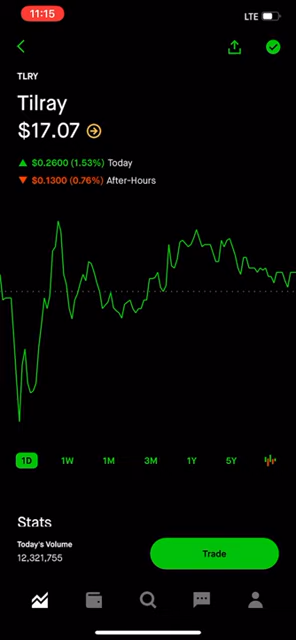 11:15
LTE
TLRY
Tilray
$17.07
▲ $0.2600 (1.53%) Today
▼ $0.1300 (0.76%) After-Hours
1D 1W 1M 3M 1Y 5Y
Stats
Today's Volume
12,321,755
Trade